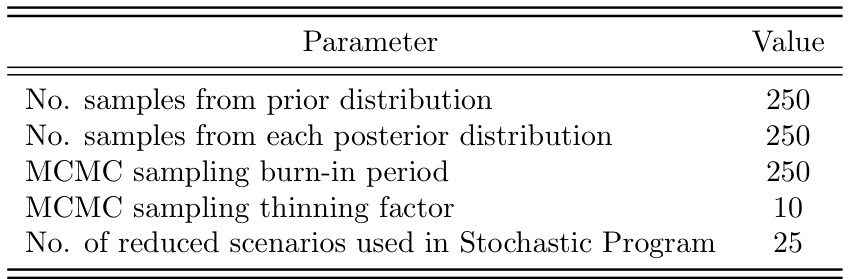 Parameter Value
No. samples from prior distribution 250
No. samples from each posterior distribution 250
MCMC sampling burn-in period 250
MCMC sampling thinning factor 10
No. of reduced scenarios used in Stochastic Program 25